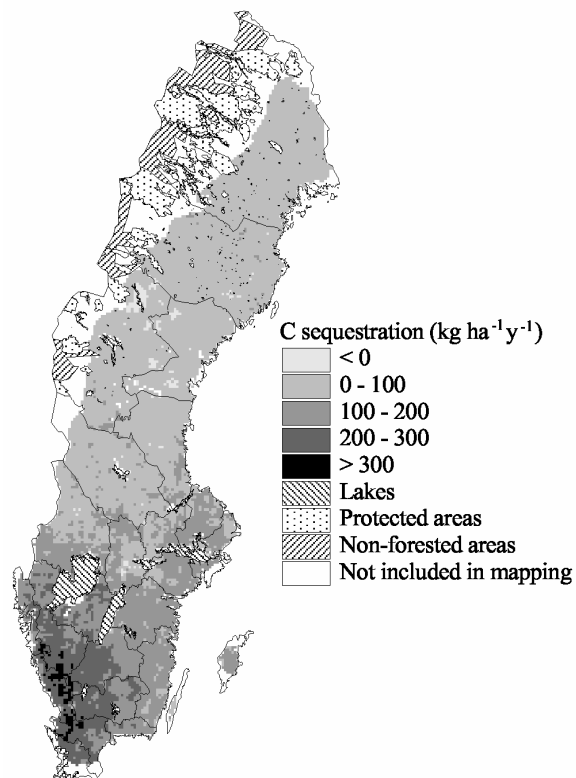 C sequestration (kg ha⁻¹y⁻¹)
< 0
0 - 100
100 - 200
200 - 300
> 300
Lakes
Protected areas
Non-forested areas
Not included in mapping